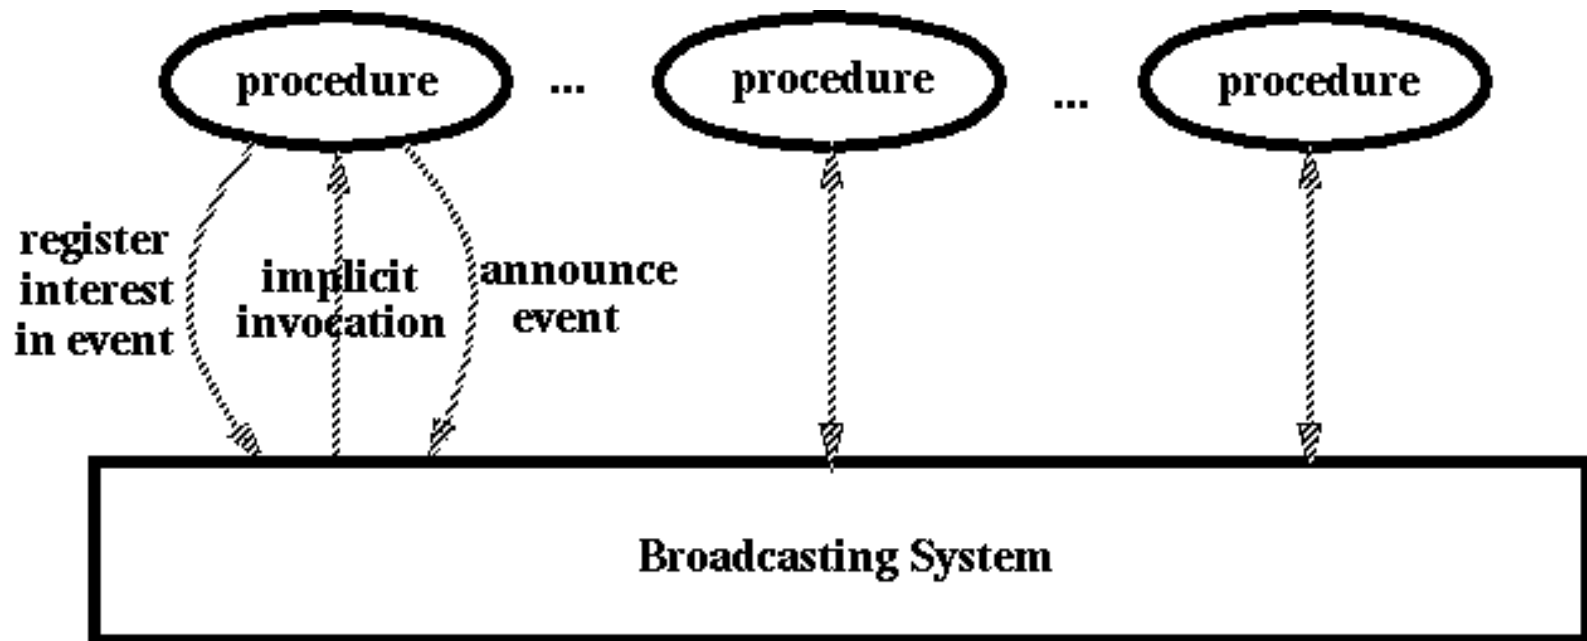 procedure
...
procedure
...
procedure
register
interest
in event
implicit
invocation
announce
event
Broadcasting System